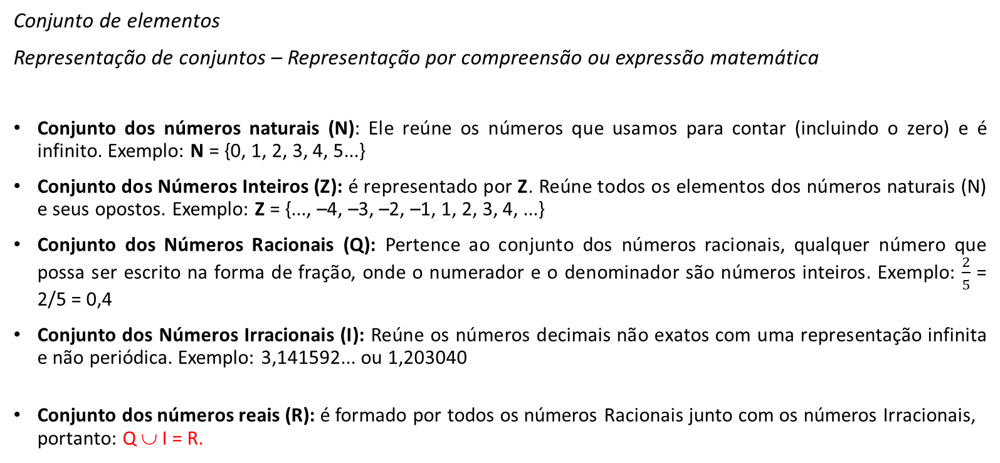 Conjunto de elementos
Representação de conjuntos – Representação por compreensão ou expressão matemática
• Conjunto dos números naturais (N): Ele reúne os números que usamos para contar (incluindo o zero) e é
infinito. Exemplo: N = {0, 1, 2, 3, 4, 5...}
• Conjunto dos Números Inteiros (Z): é representado por Z. Reúne todos os elementos dos números naturais (N)
e seus opostos. Exemplo: Z = {..., –4, –3, –2, –1, 1, 2, 3, 4, ...}
• Conjunto dos Números Racionais (Q): Pertence ao conjunto dos números racionais, qualquer número que
possa ser escrito na forma de fração, onde o numerador e o denominador são números inteiros. Exemplo: 2/5 =
2/5 = 0,4
• Conjunto dos Números Irracionais (I): Reúne os números decimais não exatos com uma representação infinita
e não periódica. Exemplo: 3,141592... ou 1,203040
• Conjunto dos números reais (R): é formado por todos os números Racionais junto com os números Irracionais,
portanto: Q ∪ I = R.